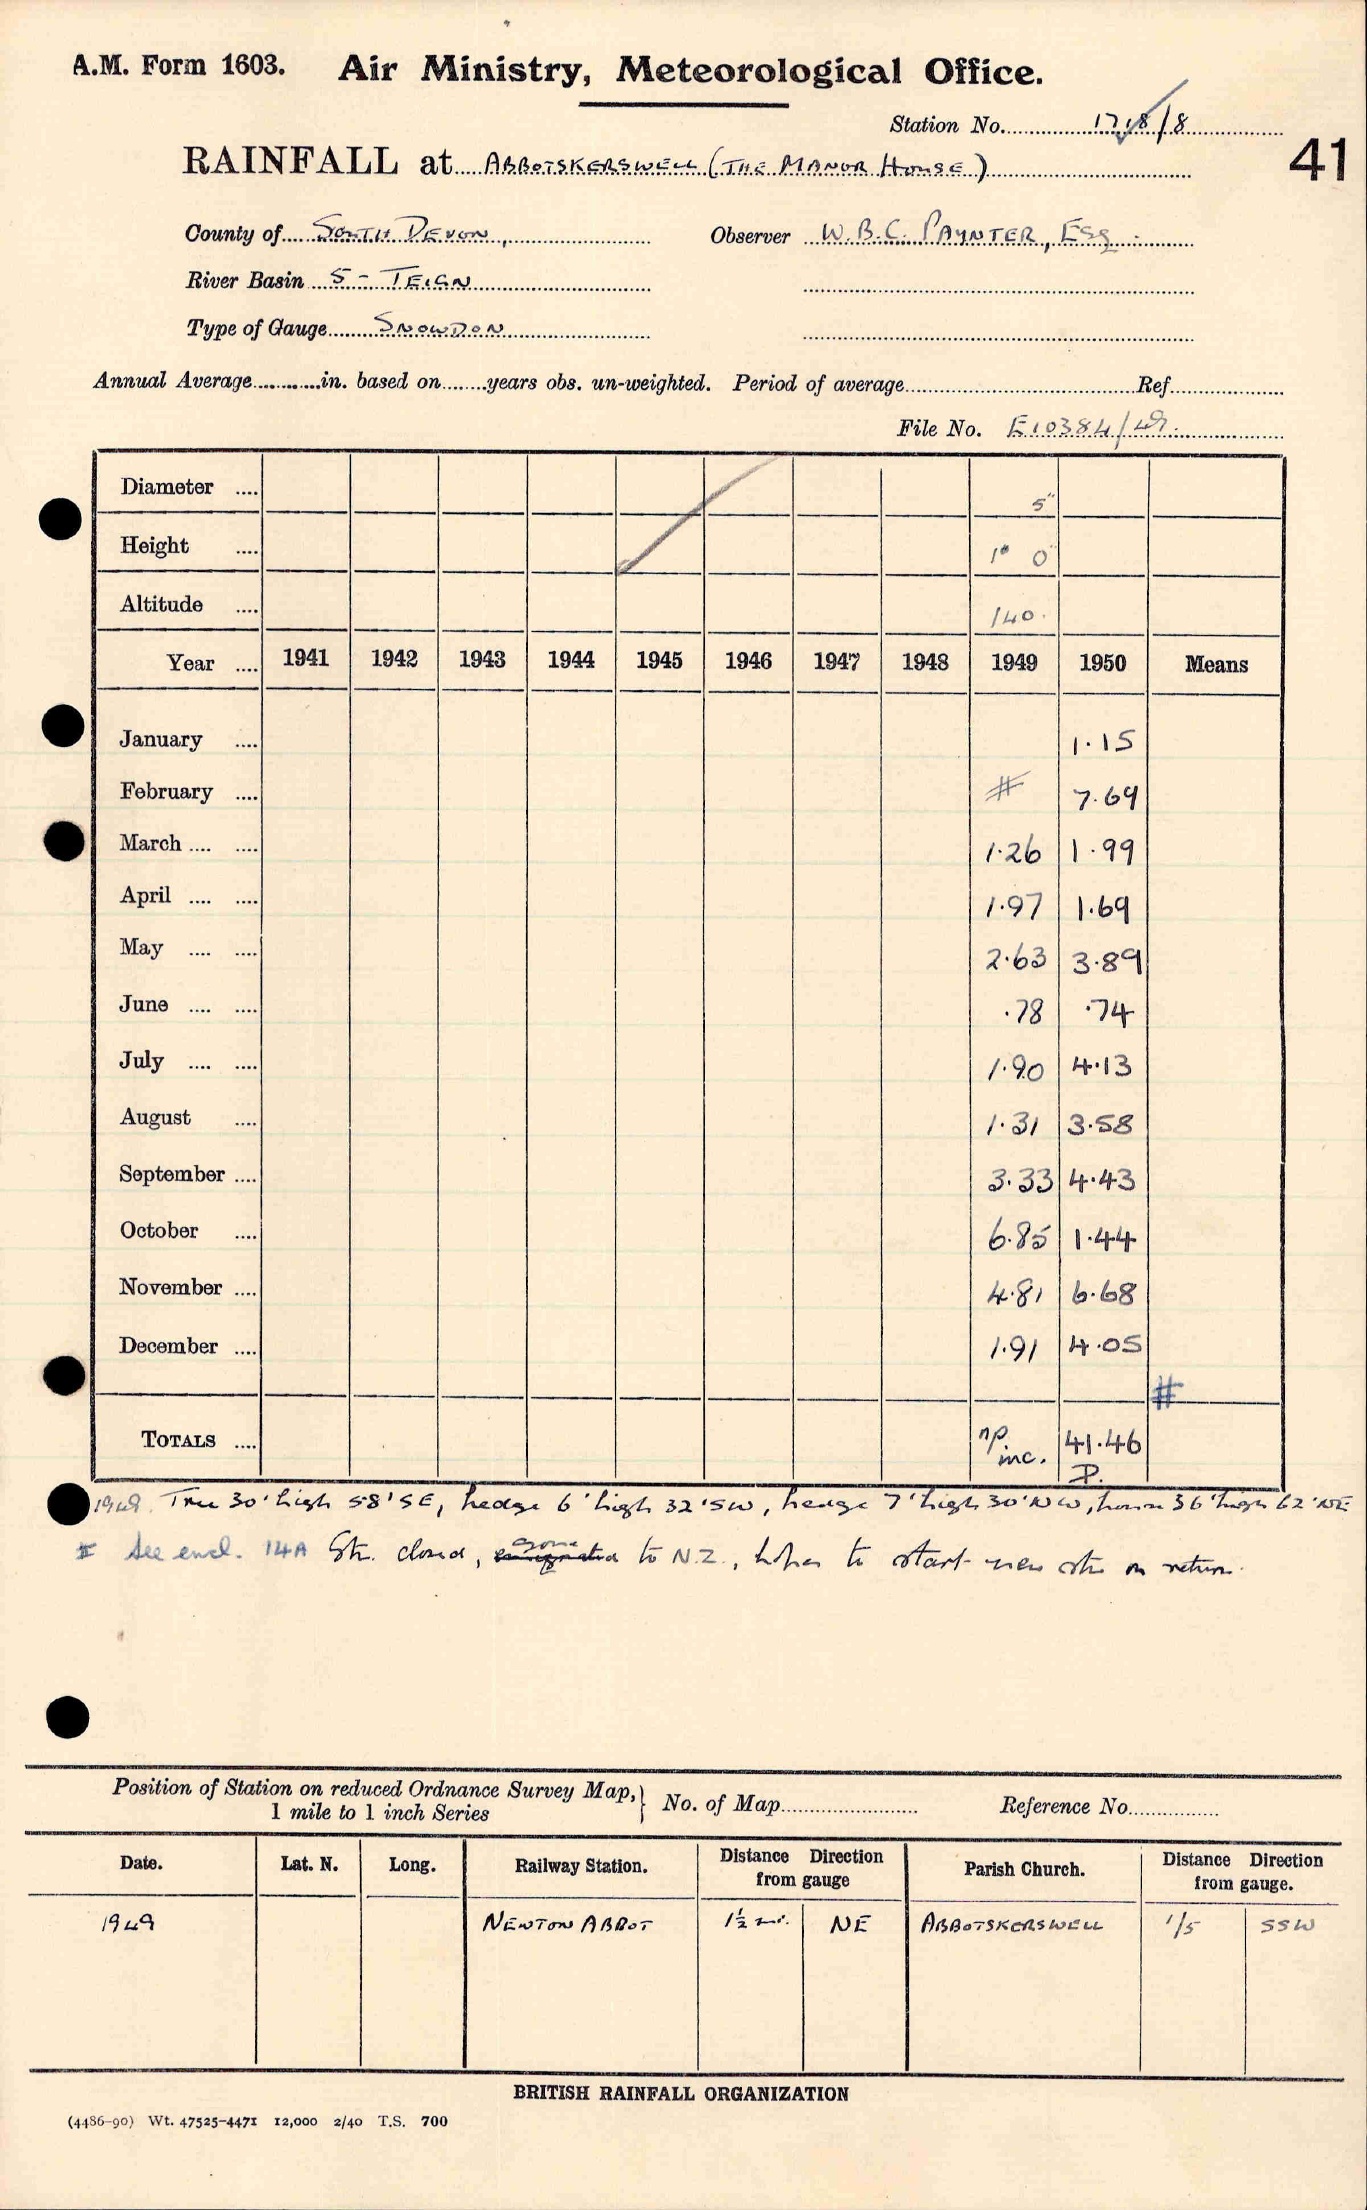 A.M. Form 1603. Air Ministry, Meteorological Office.
Station No. 1718/8
41
RAINFALL at ABBOTSKERSWELL (THE MANOR HOUSE)
County of SOUTH DEVON, Observer W.B.C. PAYNTER, ESQ.
River Basin 5 - TEIGN
Type of Gauge SNOWDON
Annual Average in. based on years obs. un-weighted. Period of average Ref.
File No. E10384/49.
Diameter .... 5"
Height .... 1' 0"
Altitude .... 140.
Year .... 1941 1942 1943 1944 1945 1946 1947 1948 1949 1950 Means
January .... 1.15
February .... # 7.69
March .... .... 1.26 1.99
April .... .... 1.97 1.69
May .... .... 2.63 3.89
June .... .... .78 .74
July .... .... 1.90 4.13
August .... 1.31 3.58
September .... 3.33 4.43
October .... 6.85 1.44
November .... 4.81 6.68
December .... 1.91 4.05
#
TOTALS .... inc. 41.46
P.
1949. Tree 30' high 58' SE, hedge 6' high 32' SW, hedge 7' high 30' NW, house 36' high 62' NE
# See encl. 14A Stn. closed, gone to N.Z., hopes to start new stn on return.
Position of Station on reduced Ordnance Survey Map,} No. of Map Reference No.
1 mile to 1 inch Series
Date. Lat. N. Long. Railway Station. Distance Direction from gauge Parish Church. Distance Direction from gauge.
1949 NEWTON ABBOT 1½ mi. NE ABBOTSKERSWELL 1/5 SSW
BRITISH RAINFALL ORGANIZATION
(4486-90) Wt. 47525-4471 12,000 2/40 T.S. 700